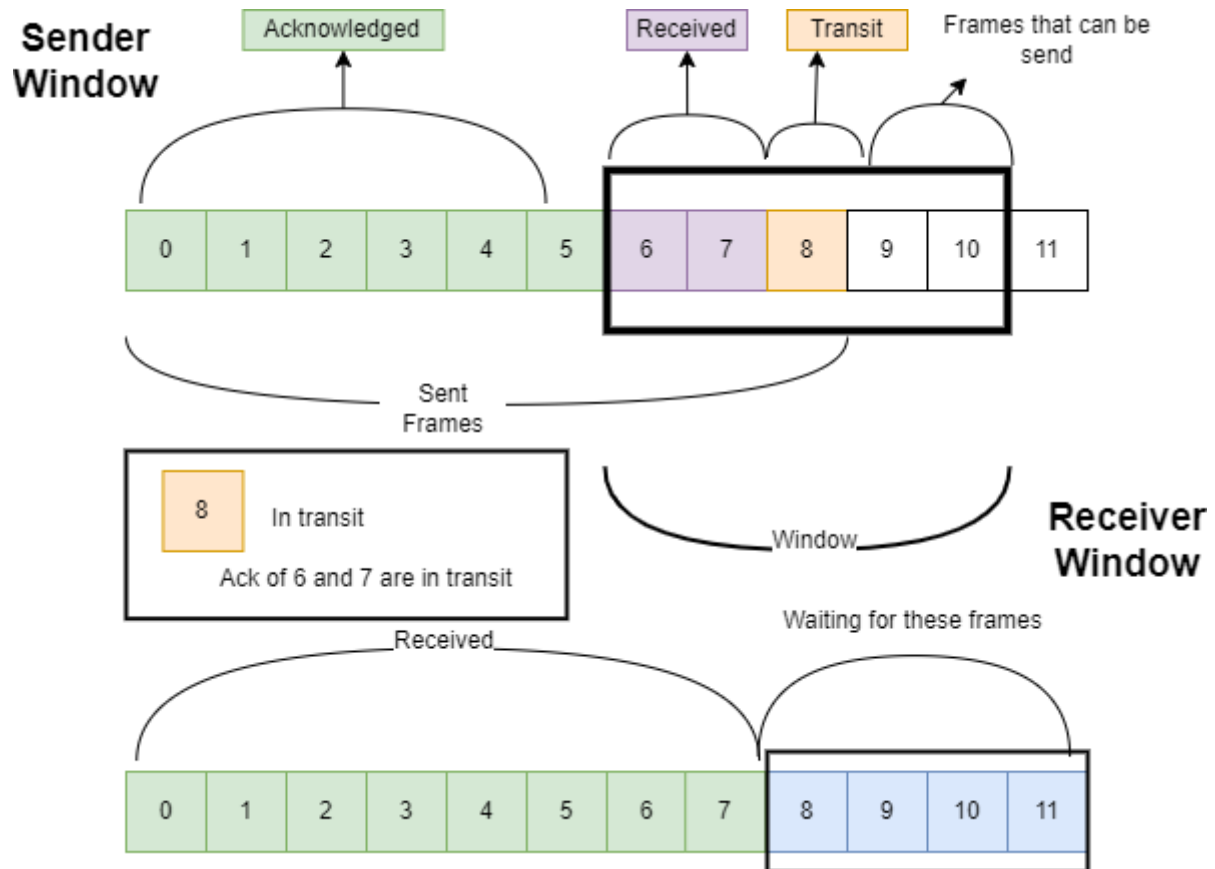 Sender
Window
Acknowledged
Received
Transit
Frames that can be
send
0 1 2 3 4 5 6 7 8 9 10 11
Sent
Frames
8 In transit
Ack of 6 and 7 are in transit
Window
Receiver
Window
Received
Waiting for these frames
0 1 2 3 4 5 6 7 8 9 10 11